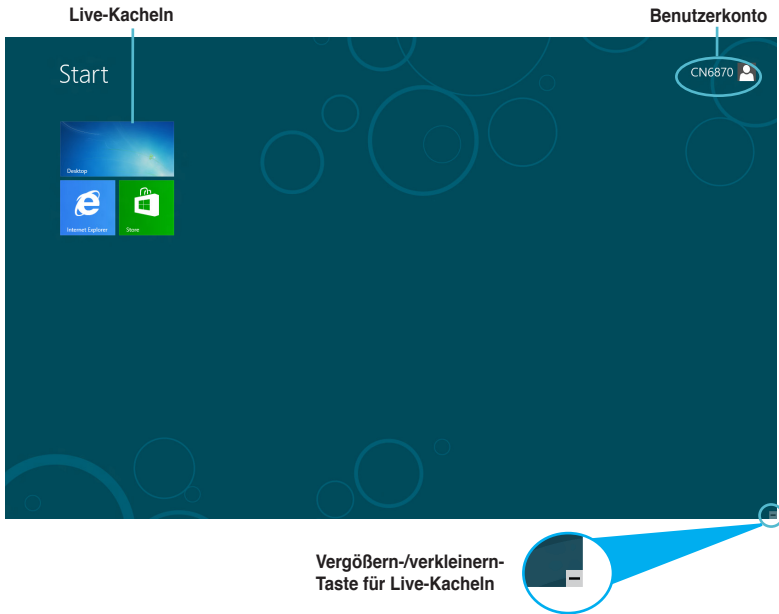 Live-Kacheln
Benutzerkonto
Start
CN6870
Desktop
Internet Explorer
Store
Vergößern-/verkleinern-
Taste für Live-Kacheln